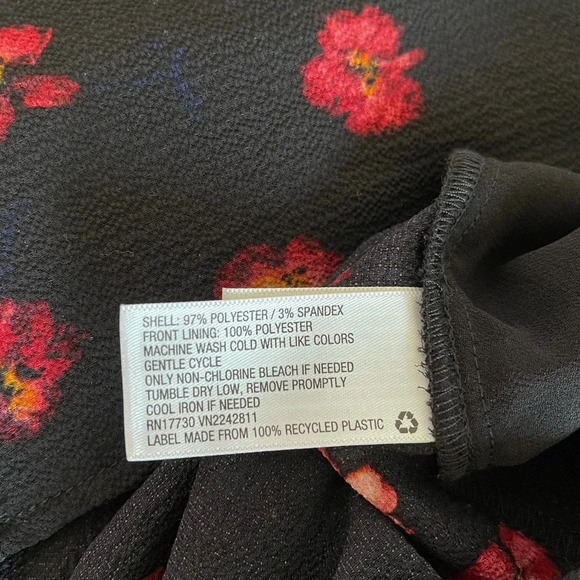 SHELL: 97% POLYESTER / 3% SPANDEX
FRONT LINING: 100% POLYESTER
MACHINE WASH COLD WITH LIKE COLORS
GENTLE CYCLE
ONLY NON-CHLORINE BLEACH IF NEEDED
TUMBLE DRY LOW, REMOVE PROMPTLY
COOL IRON IF NEEDED
RN17730 VN2242811
LABEL MADE FROM 100% RECYCLED PLASTIC